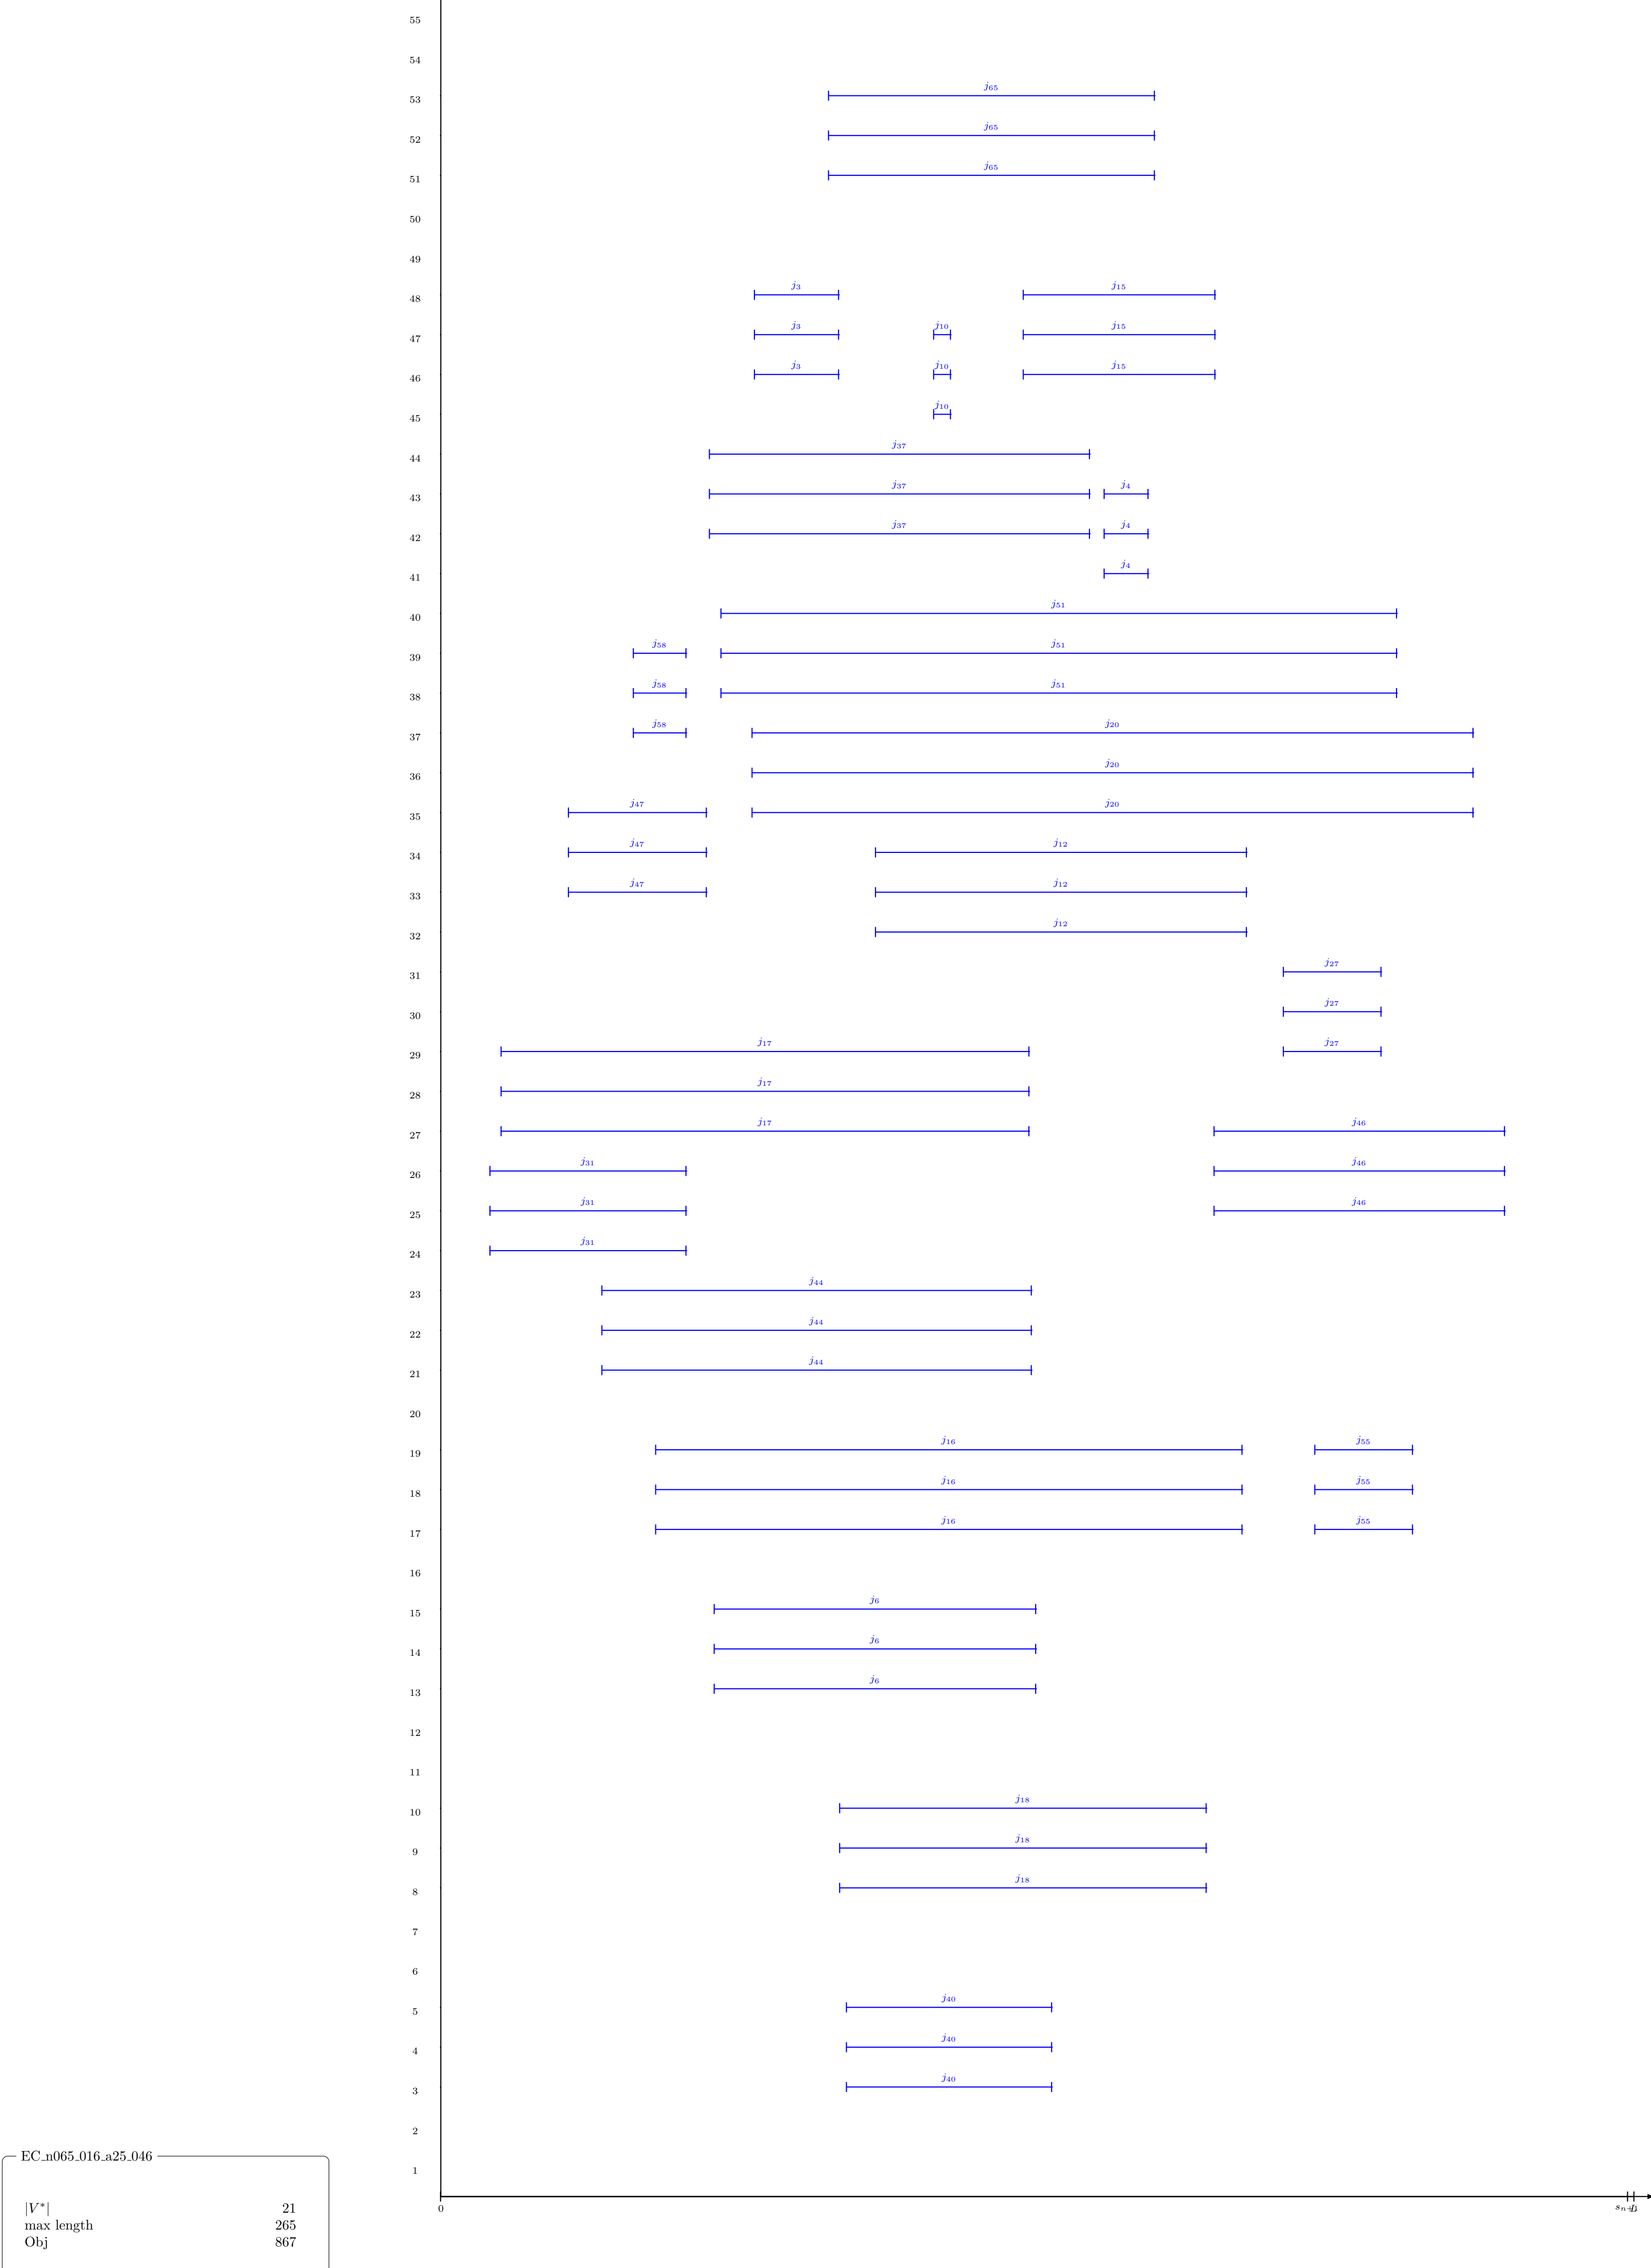 55
54
j65
53
j65
52
j65
51
50
49
j3 j15
48
j3 j10 j15
47
j3 j10 j15
46
j10
45
j37
44
j37 j4
43
j37 j4
42
j4
41
j51
40
j58 j51
39
j58 j51
38
j58 j20
37
j20
36
j47 j20
35
j47 j12
34
j47 j12
33
j12
32
j27
31
j27
30
j17 j27
29
j17
28
j17 j46
27
j31 j46
26
j31 j46
25
j31
24
j44
23
j44
22
j44
21
20
j16 j55
19
j16 j55
18
j16 j55
17
16
j6
15
j6
14
j6
13
12
11
j18
10
j18
9
j18
8
7
6
j40
5
j40
4
j40
3
2
1
0
EC_n065_016_a25_046
|V*| 21
max length 265
Obj 867